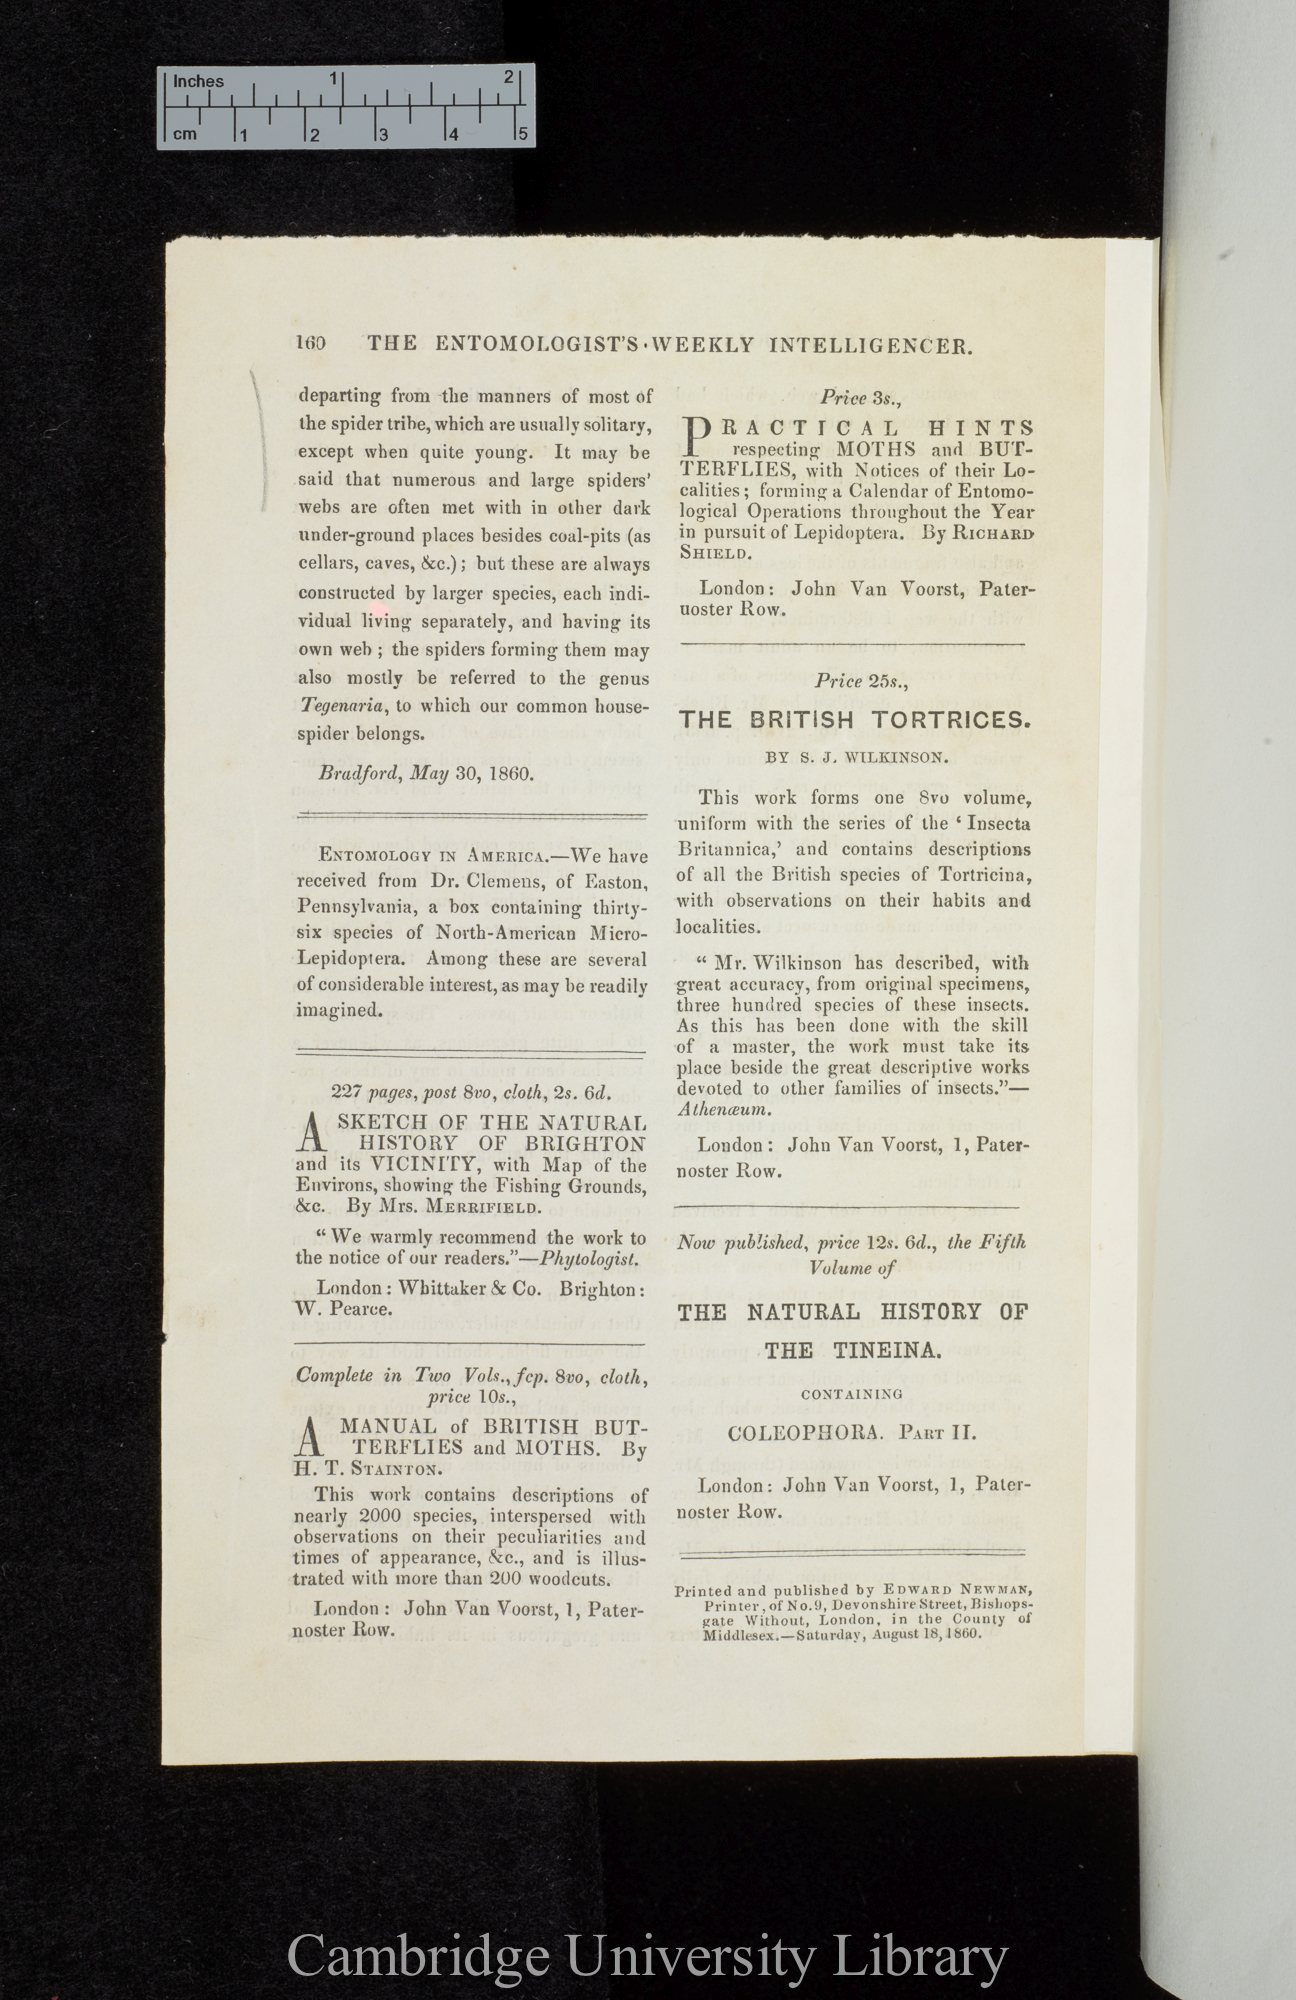 Inches 1 2
cm 1 2 3 4 5
160 THE ENTOMOLOGIST'S WEEKLY INTELLIGENCER.
departing from the manners of most of
the spider tribe, which are usually solitary,
except when quite young. It may be
said that numerous and large spiders'
webs are often met with in other dark
under-ground places besides coal-pits (as
cellars, caves, &c.); but these are always
constructed by larger species, each indi-
vidual living separately, and having its
own web; the spiders forming them may
also mostly be referred to the genus
Tegenaria, to which our common house-
spider belongs.
Bradford, May 30, 1860.
ENTOMOLOGY IN AMERICA.—We have
received from Dr. Clemens, of Easton,
Pennsylvania, a box containing thirty-
six species of North-American Micro-
Lepidoptera. Among these are several
of considerable interest, as may be readily
imagined.
227 pages, post 8vo, cloth, 2s. 6d.
A SKETCH OF THE NATURAL
HISTORY OF BRIGHTON
and its VICINITY, with Map of the
Environs, showing the Fishing Grounds,
&c. By Mrs. MERRIFIELD.
“We warmly recommend the work to
the notice of our readers.”—Phytologist.
London: Whittaker & Co. Brighton:
W. Pearce.
Complete in Two Vols., fcp. 8vo, cloth,
price 10s.,
A MANUAL of BRITISH BUT-
TERFLIES and MOTHS. By
H. T. STAINTON.
This work contains descriptions of
nearly 2000 species, interspersed with
observations on their peculiarities and
times of appearance, &c., and is illus-
trated with more than 200 woodcuts.
London: John Van Voorst, 1, Pater-
noster Row.
Price 3s.,
PRACTICAL HINTS
respecting MOTHS and BUT-
TERFLIES, with Notices of their Lo-
calities; forming a Calendar of Entomo-
logical Operations throughout the Year
in pursuit of Lepidoptera. By RICHARD
SHIELD.
London: John Van Voorst, Pater-
noster Row.
Price 25s.,
THE BRITISH TORTRICES.
BY S. J. WILKINSON.
This work forms one 8vo volume,
uniform with the series of the ‘Insecta
Britannica,’ and contains descriptions
of all the British species of Tortricina,
with observations on their habits and
localities.
“Mr. Wilkinson has described, with
great accuracy, from original specimens,
three hundred species of these insects.
As this has been done with the skill
of a master, the work must take its
place beside the great descriptive works
devoted to other families of insects.”—
Athenæum.
London: John Van Voorst, 1, Pater-
noster Row.
Now published, price 12s. 6d., the Fifth
Volume of
THE NATURAL HISTORY OF
THE TINEINA.
CONTAINING
COLEOPHORA. PART II.
London: John Van Voorst, 1, Pater-
noster Row.
Printed and published by EDWARD NEWMAN,
Printer, of No. 9, Devonshire Street, Bishops-
gate Without, London, in the County of
Middlesex.—Saturday, August 18, 1860.
Cambridge University Library